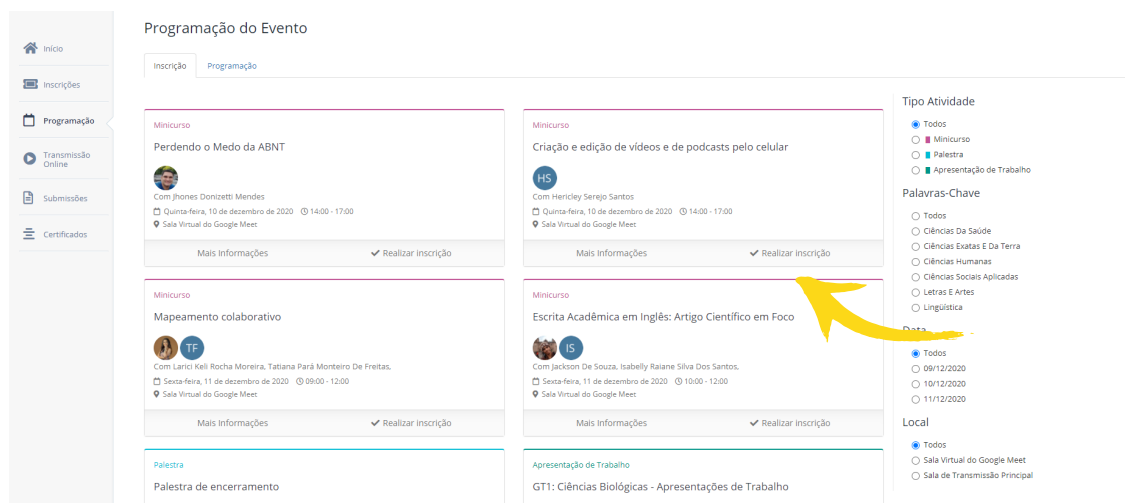 Programação do Evento
Início
Inscrições
Programação
Transmissão
Online
Submissões
Certificados
Inscrição
Programação
Minicurso
Perdendo o Medo da ABNT
Com Jhones Donizetti Mendes
Quinta-feira, 10 de dezembro de 2020 14:00 - 17:00
Sala Virtual do Google Meet
Mais Informações
Realizar inscrição
Minicurso
Criação e edição de vídeos e de podcasts pelo celular
HS
Com Hericley Serejo Santos
Quinta-feira, 10 de dezembro de 2020 14:00 - 17:00
Sala Virtual do Google Meet
Mais Informações
Realizar inscrição
Minicurso
Mapeamento colaborativo
TF
Com Larici Keli Rocha Moreira, Tatiana Pará Monteiro De Freitas,
Sexta-feira, 11 de dezembro de 2020 09:00 - 12:00
Sala Virtual do Google Meet
Mais Informações
Realizar inscrição
Minicurso
Escrita Acadêmica em Inglês: Artigo Científico em Foco
IS
Com Jackson De Souza, Isabelly Raiane Silva Dos Santos,
Sexta-feira, 11 de dezembro de 2020 10:00 - 12:00
Sala Virtual do Google Meet
Mais Informações
Realizar inscrição
Palestra
Palestra de encerramento
Apresentação de Trabalho
GT1: Ciências Biológicas - Apresentações de Trabalho
Tipo Atividade
Todos
Minicurso
Palestra
Apresentação de Trabalho
Palavras-Chave
Todos
Ciências Da Saúde
Ciências Exatas E Da Terra
Ciências Humanas
Ciências Sociais Aplicadas
Letras E Artes
Lingüística
Data
Todos
09/12/2020
10/12/2020
11/12/2020
Local
Todos
Sala Virtual do Google Meet
Sala de Transmissão Principal